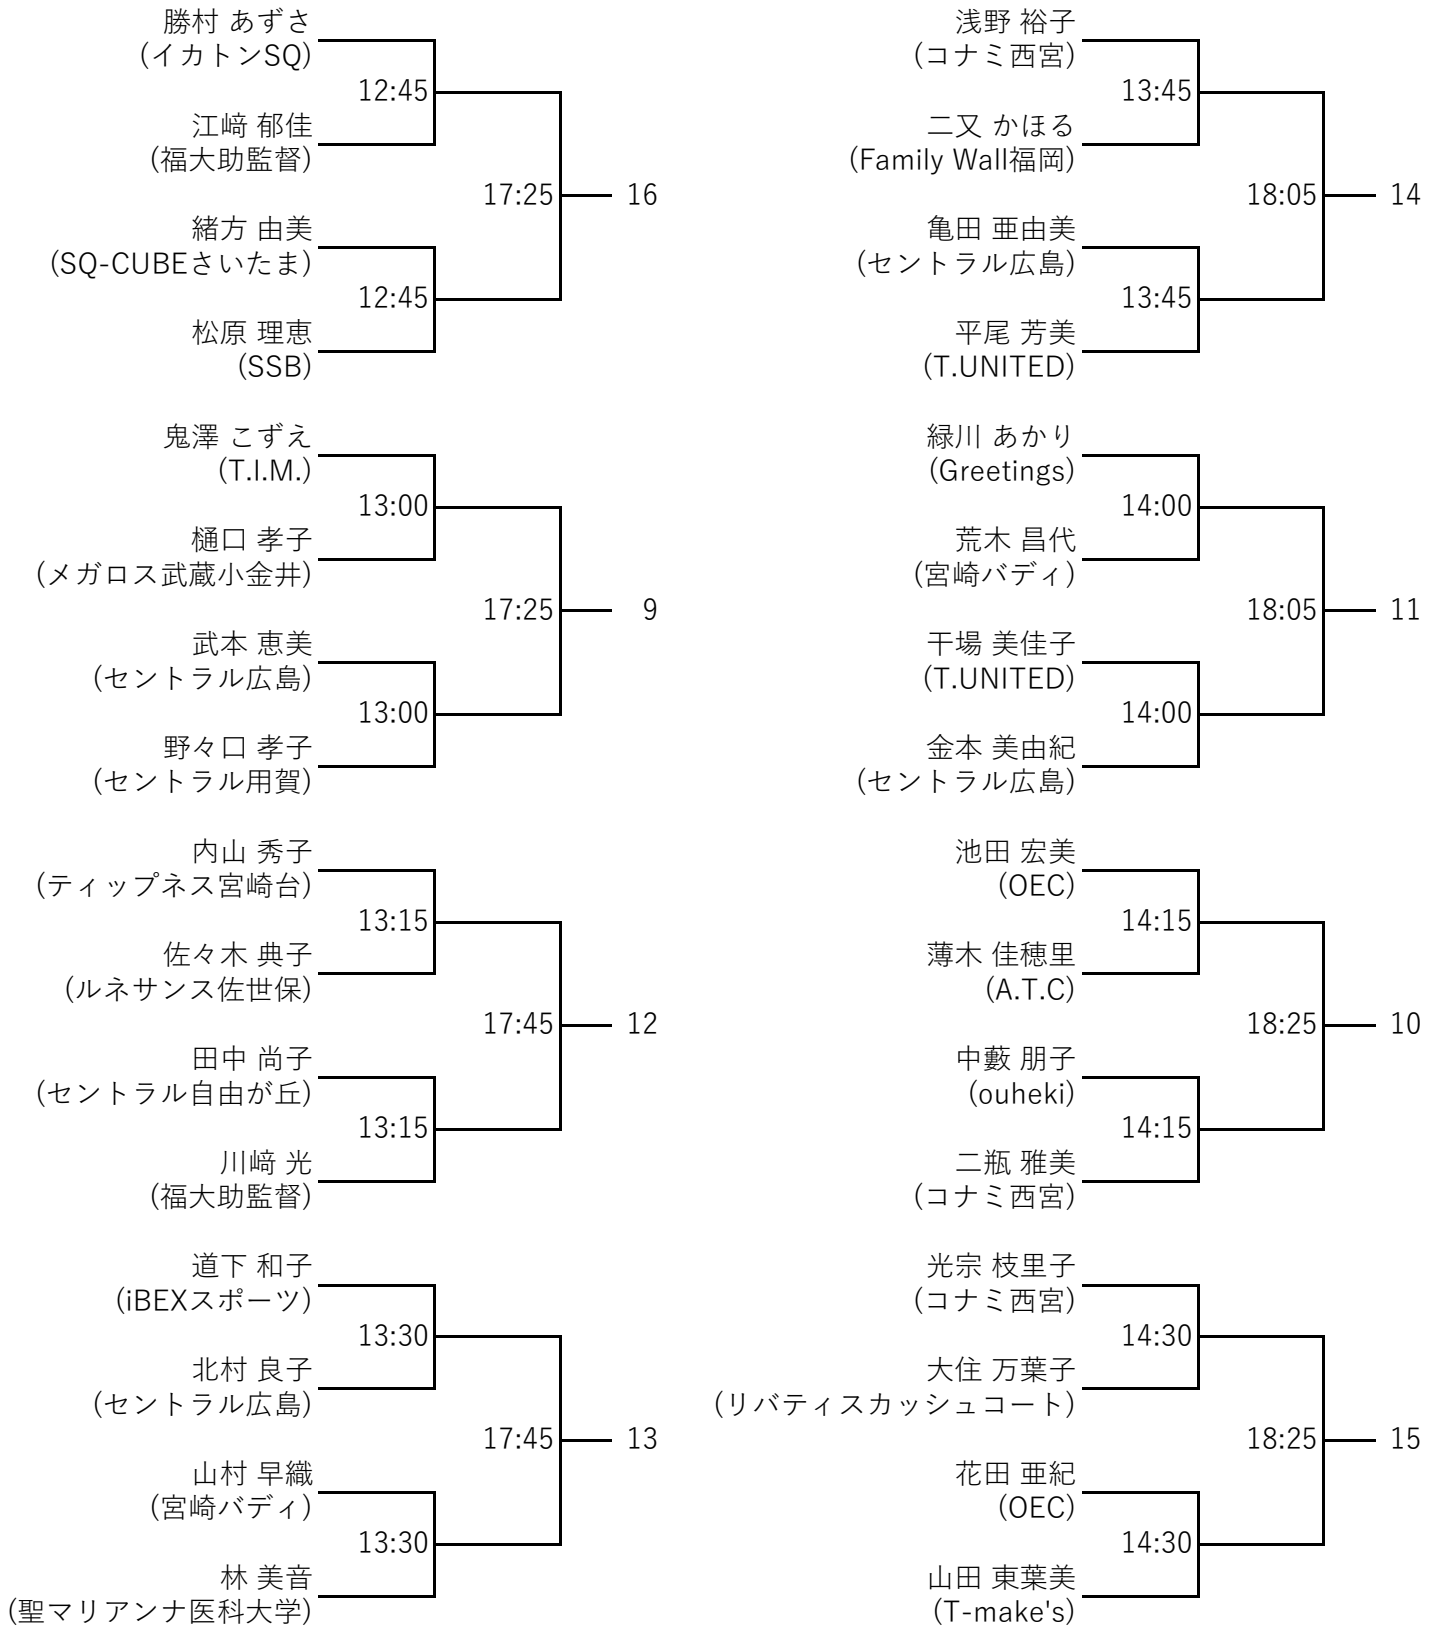 勝村 あずさ
(イカトンSQ)
12:45
江﨑 郁佳
(福大助監督)
17:25
16
緒方 由美
(SQ-CUBEさいたま)
12:45
松原 理恵
(SSB)
鬼澤 こずえ
(T.I.M.)
13:00
樋口 孝子
(メガロス武蔵小金井)
17:25
9
武本 恵美
(セントラル広島)
13:00
野々口 孝子
(セントラル用賀)
内山 秀子
(ティップネス宮崎台)
13:15
佐々木 典子
(ルネサンス佐世保)
17:45
12
田中 尚子
(セントラル自由が丘)
13:15
川﨑 光
(福大助監督)
道下 和子
(iBEXスポーツ)
13:30
北村 良子
(セントラル広島)
17:45
13
山村 早織
(宮崎バディ)
13:30
林 美音
(聖マリアンナ医科大学)
浅野 裕子
(コナミ西宮)
13:45
二又 かほる
(Family Wall福岡)
18:05
14
亀田 亜由美
(セントラル広島)
13:45
平尾 芳美
(T.UNITED)
緑川 あかり
(Greetings)
14:00
荒木 昌代
(宮崎バディ)
18:05
11
干場 美佳子
(T.UNITED)
14:00
金本 美由紀
(セントラル広島)
池田 宏美
(OEC)
14:15
薄木 佳穂里
(A.T.C)
18:25
10
中藪 朋子
(ouheki)
14:15
二瓶 雅美
(コナミ西宮)
光宗 枝里子
(コナミ西宮)
14:30
大住 万葉子
(リバティスカッシュコート)
18:25
15
花田 亜紀
(OEC)
14:30
山田 東葉美
(T-make's)